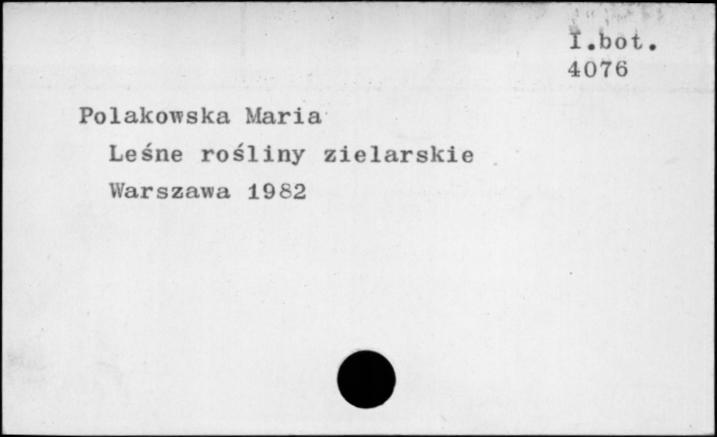 I.bot.
4076
Polakowska Maria
Leśne rośliny zielarskie
Warszawa 1982